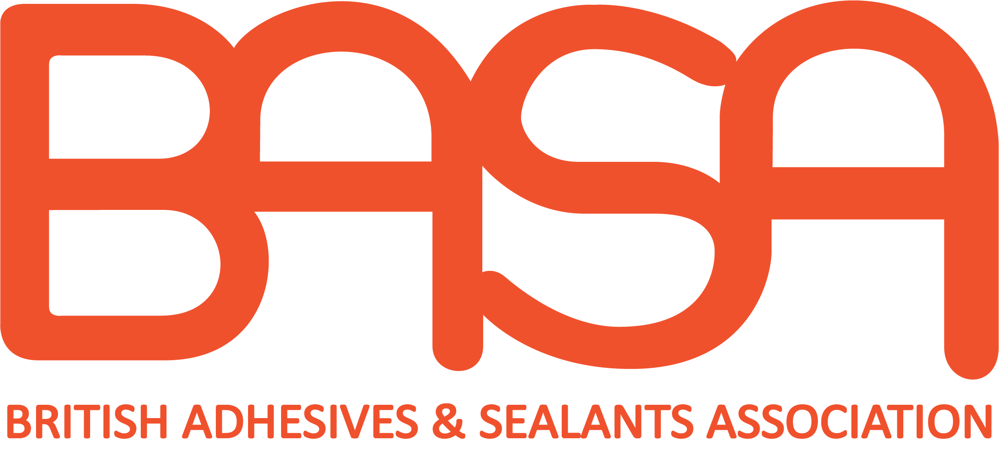 BASA
BRITISH ADHESIVES & SEALANTS ASSOCIATION